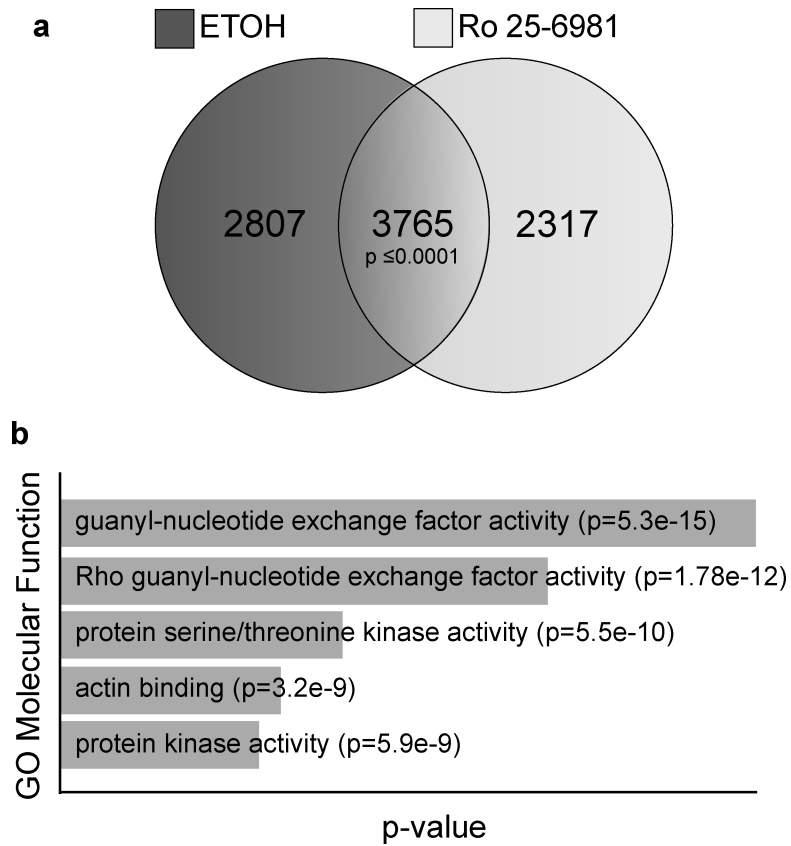 a
ETOH
Ro 25-6981
2807
3765
2317
p ≤0.0001
b
GO Molecular Function
guanyl-nucleotide exchange factor activity (p=5.3e-15)
Rho guanyl-nucleotide exchange factor activity (p=1.78e-12)
protein serine/threonine kinase activity (p=5.5e-10)
actin binding (p=3.2e-9)
protein kinase activity (p=5.9e-9)
p-value